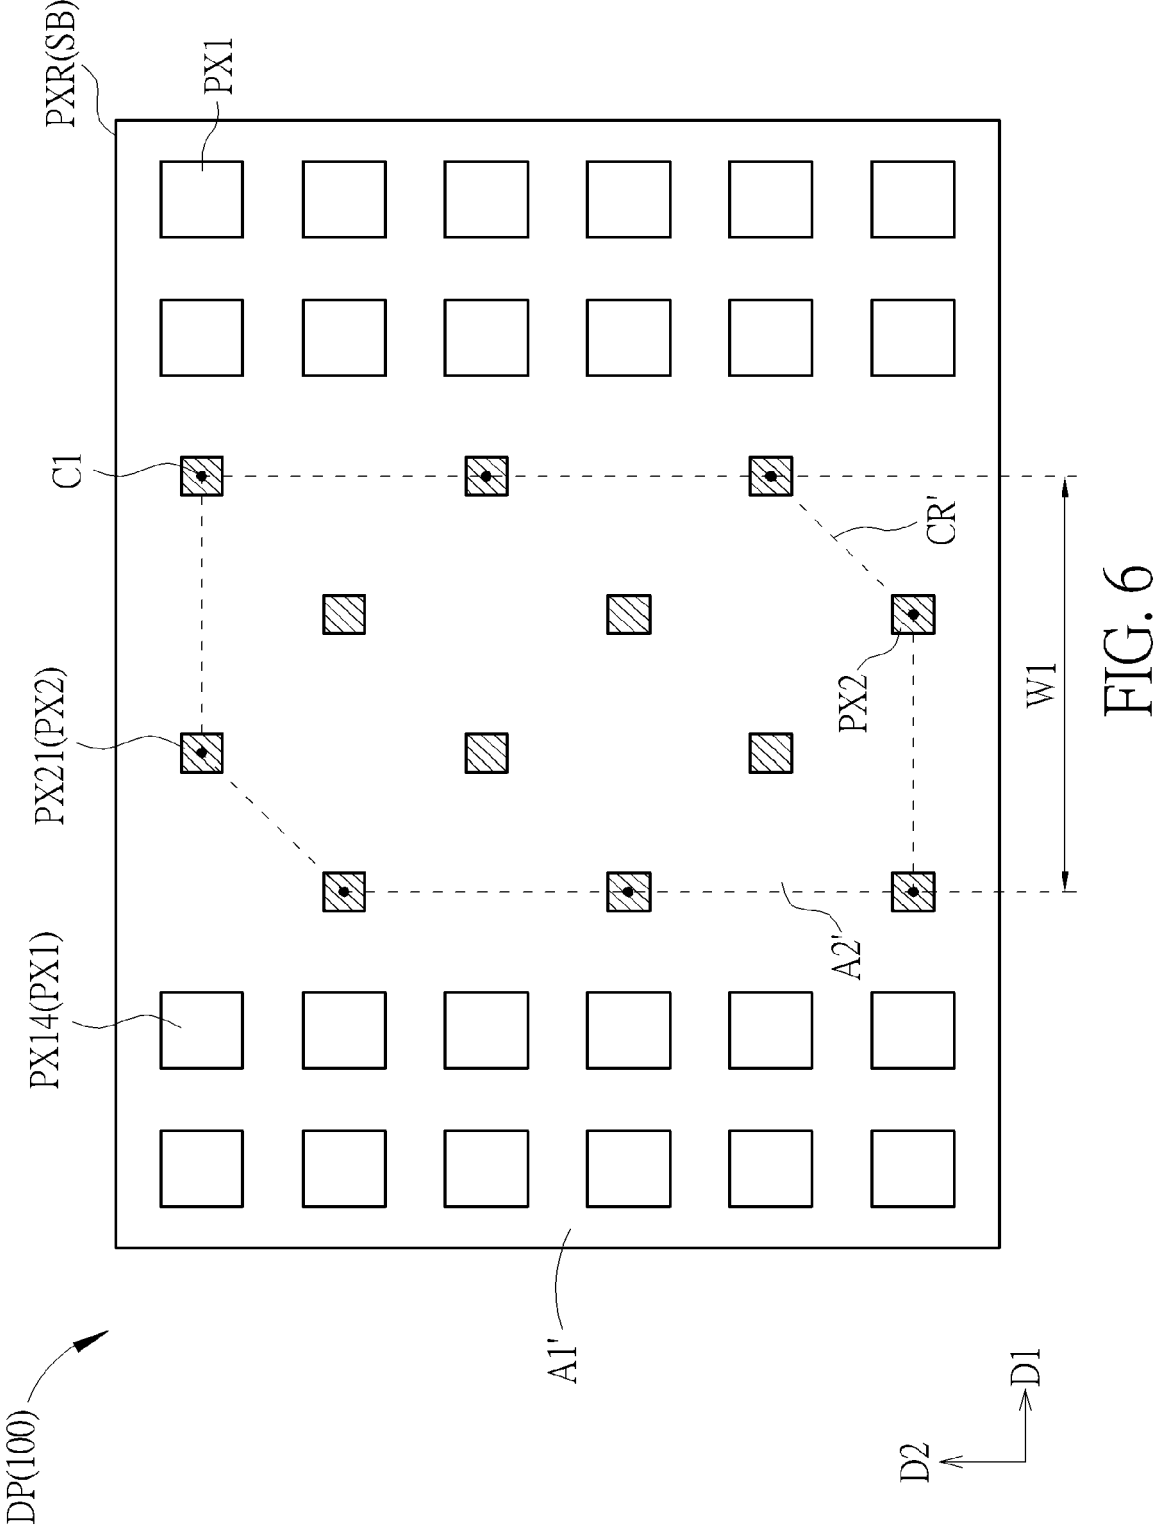 DP(100)
PX14(PX1)
PX21(PX2)
C1
PXR(SB)
PX1
A1'
A2'
PX2
CR'
W1
D2
D1
FIG. 6